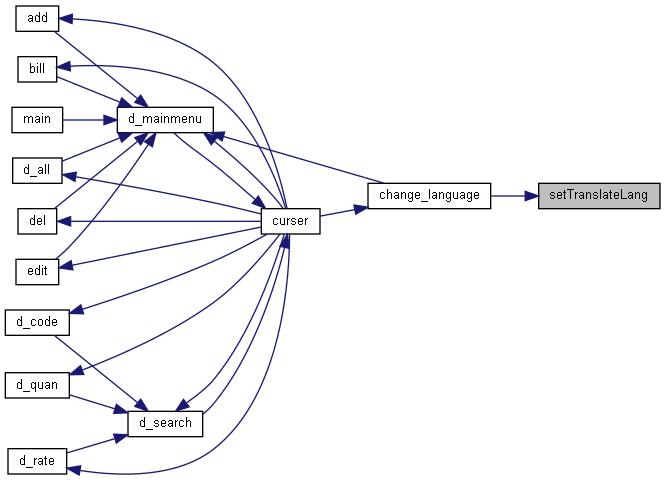 add
bill
main
d_mainmenu
d_all
change_language
setTranslateLang
del
curser
edit
d_code
d_quan
d_search
d_rate